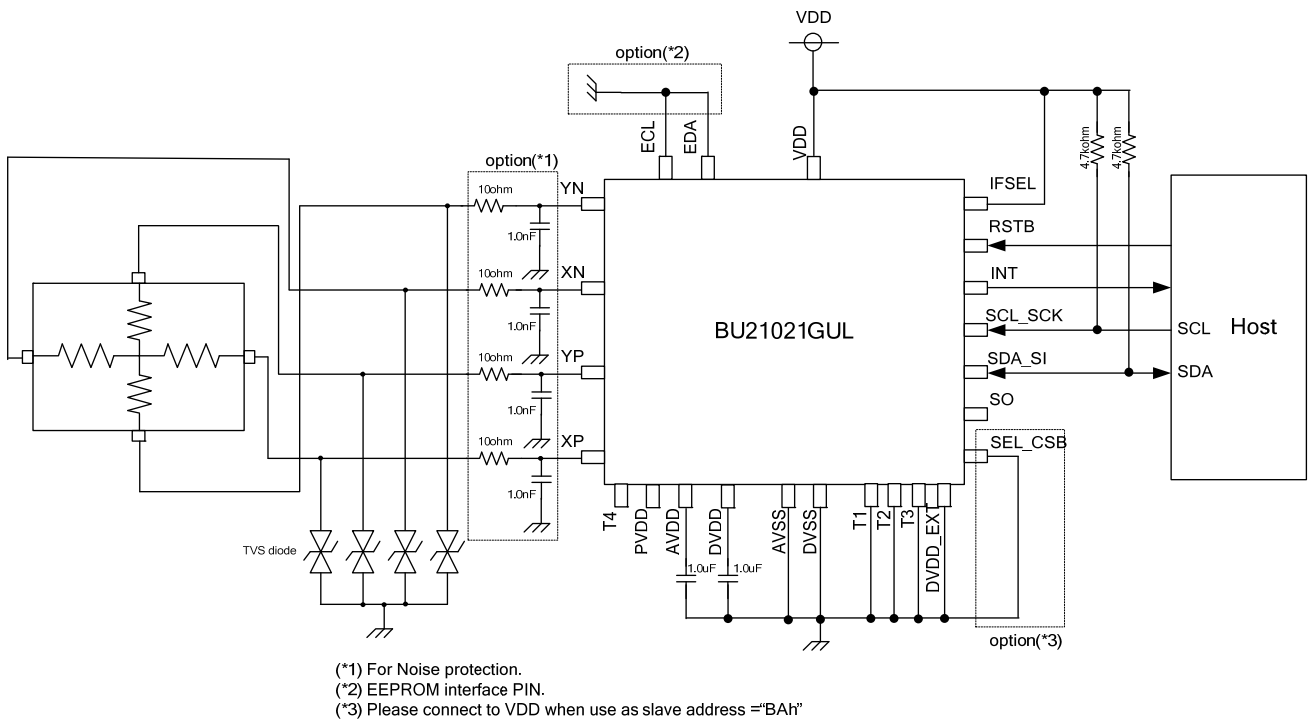 VDD
option(*2)
ECL
EDA
VDD
4.7kohm
4.7kohm
option(*1)
10ohm
YN
1.0nF
10ohm
XN
1.0nF
10ohm
YP
1.0nF
10ohm
XP
1.0nF
IFSEL
RSTB
INT
SCL_SCK
SDA_SI
SO
SEL_CSB
BU21021GUL
SCL
Host
SDA
T4
PVDD
AVDD
DVDD
AVSS
DVSS
T1
T2
T3
DVDD_EXT
TVS diode
1.0uF
1.0uF
option(*3)
(*1) For Noise protection.
(*2) EEPROM interface PIN.
(*3) Please connect to VDD when use as slave address =“BAh”